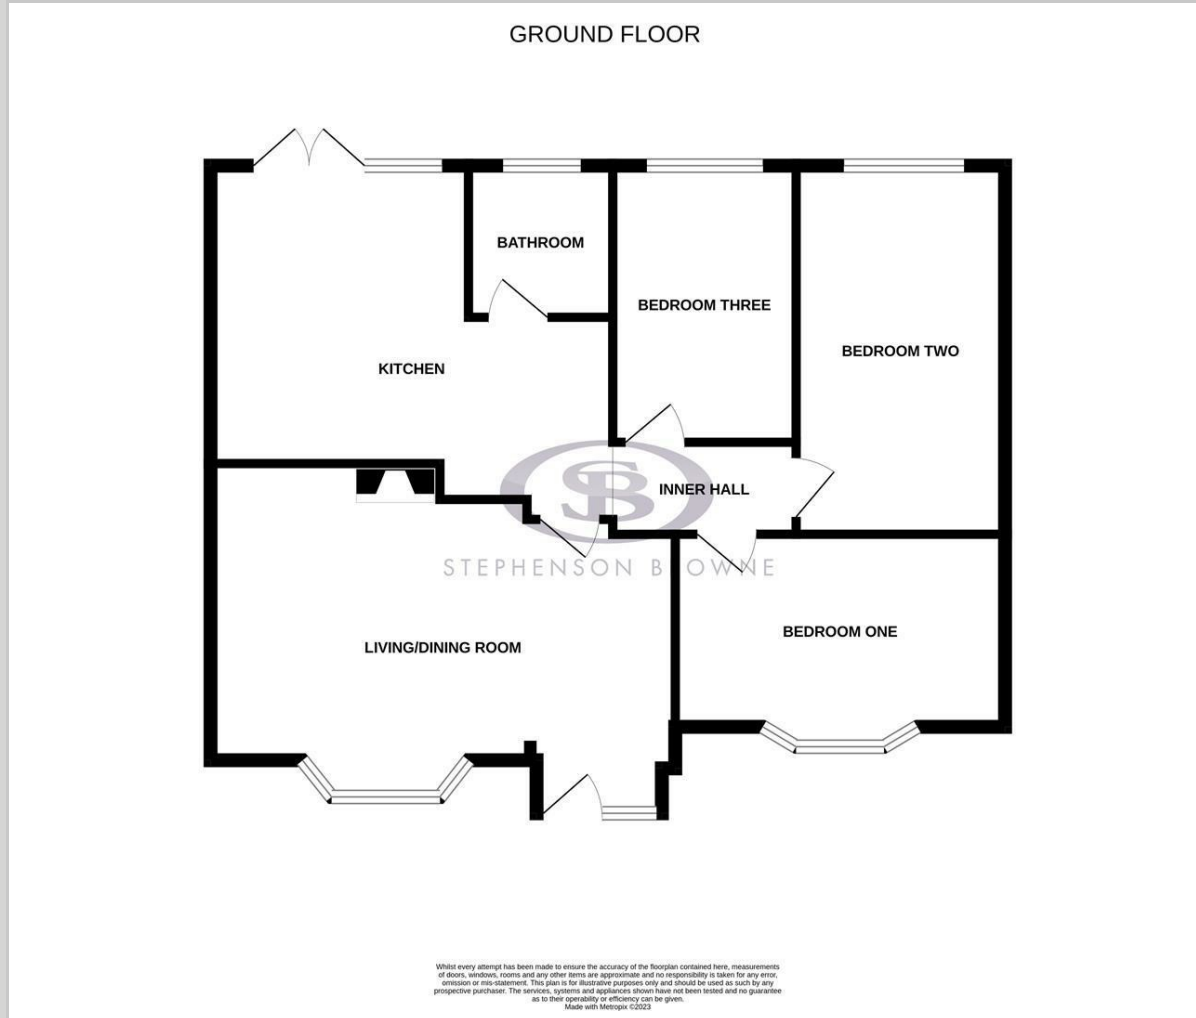 GROUND FLOOR
BATHROOM
BEDROOM THREE
BEDROOM TWO
KITCHEN
SB
INNER HALL
STEPHENSON BROWNE
BEDROOM ONE
LIVING/DINING ROOM
Whilst every attempt has been made to ensure the accuracy of the floorplan contained here, measurements
of doors, windows, rooms and any other items are approximate and no responsibility is taken for any error,
omission or mis-statement. This plan is for illustrative purposes only and should be used as such by any
prospective purchaser. The services, systems and appliances shown have not been tested and no guarantee
as to their operability or efficiency can be given.
Made with Metropix ©2023